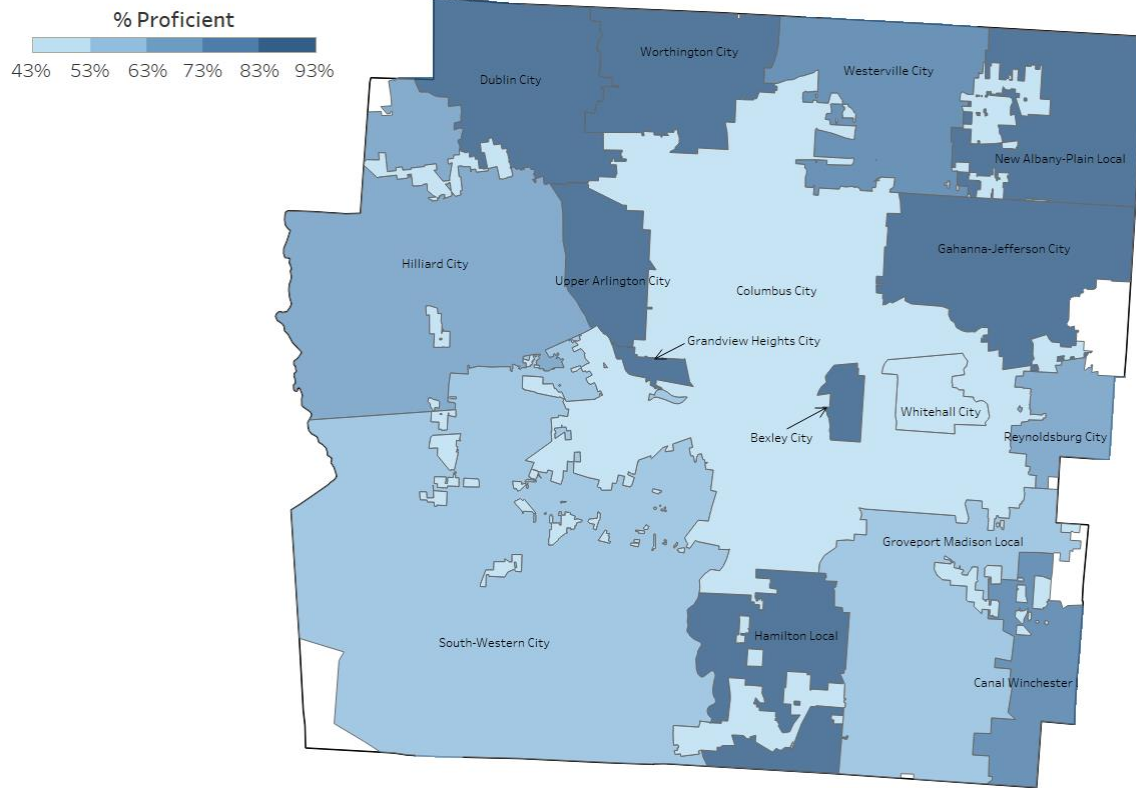 % Proficient
43% 53% 63% 73% 83% 93%
Worthington City
Dublin City
Westerville City
New Albany-Plain Local
Gahanna-Jefferson City
Hilliard City
Upper Arlington City
Columbus City
Grandview Heights City
Whitehall City
Bexley City
Reynoldsburg City
Groveport Madison Local
Hamilton Local
South-Western City
Canal Winchester